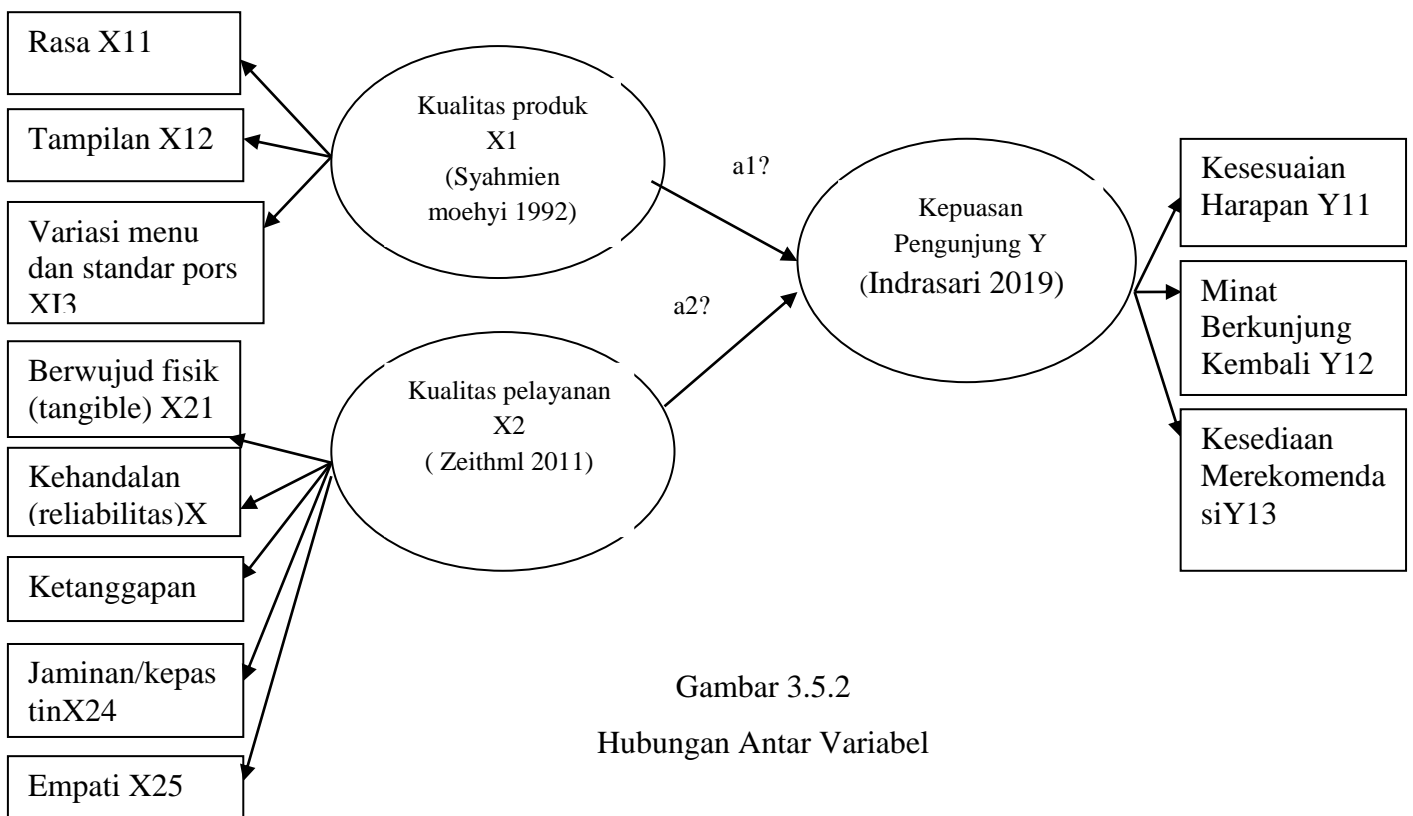 Rasa X11
Tampilan X12
Variasi menu
dan standar pors
XI3
Berwujud fisik
(tangible) X21
Kehandalan
(reliabilitas)X
Ketanggapan
Jaminan/kepas
tinX24
Empati X25
Kualitas produk
X1
(Syahmien
moehyi 1992)
Kualitas pelayanan
X2
( Zeithml 2011)
a1?
a2?
Kepuasan
Pengunjung Y
(Indrasari 2019)
Kesesuaian
Harapan Y11
Minat
Berkunjung
Kembali Y12
Kesediaan
Merekomenda
siY13
Gambar 3.5.2
Hubungan Antar Variabel